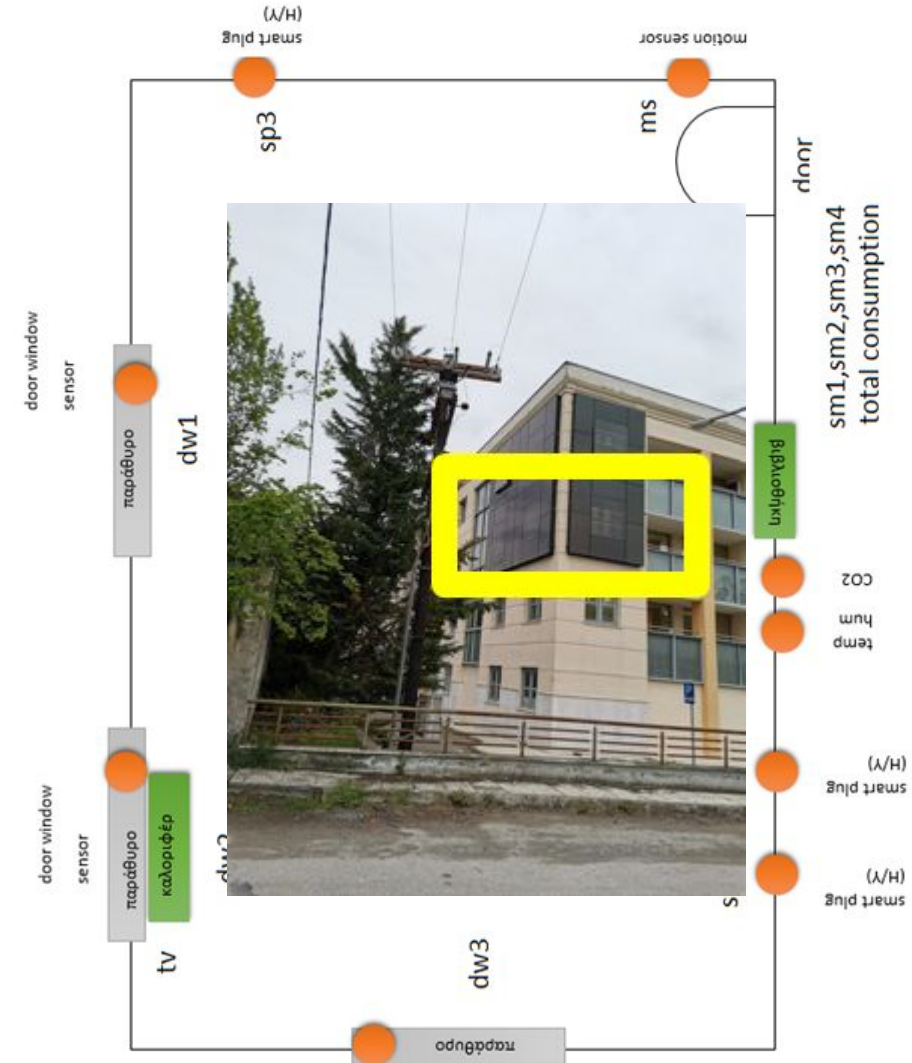 smart plug
(Η/Υ)
motion sensor
sp3
ms
door
sm1,sm2,sm3,sm4
total consumption
door window
sensor
παράθυρο
dw1
βιβλιοθήκη
CO2
temp
hum
door window
sensor
παράθυρο
καλοριφέρ
tv
smart plug
(Η/Υ)
smart plug
(Η/Υ)
dw3
παράθυρο